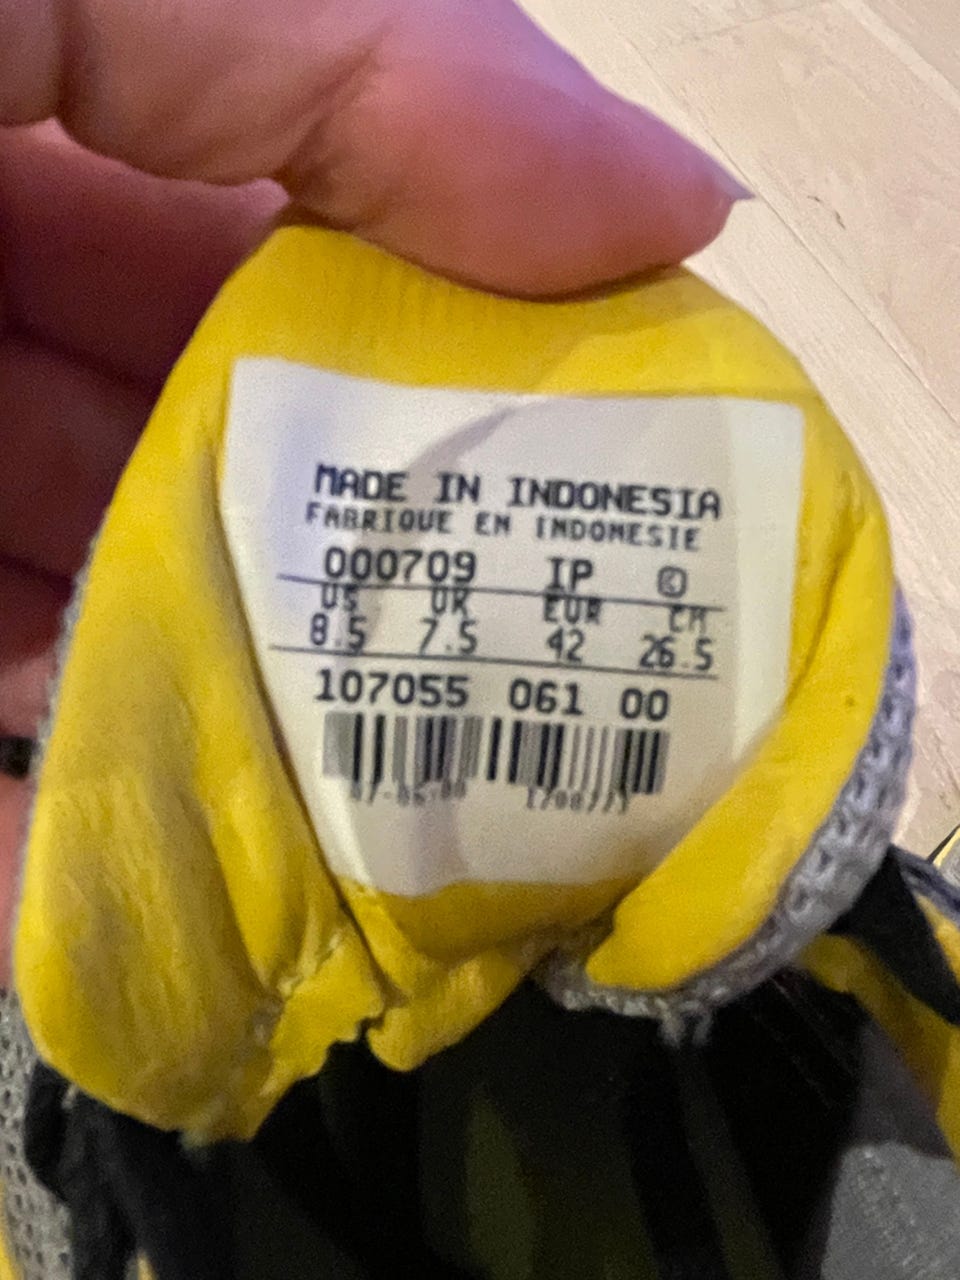 MADE IN INDONESIA
FABRIQUE EN INDONESIE
000709 IP
US UK EUR CM
8.5 7.5 42 26.5
107055 061 00